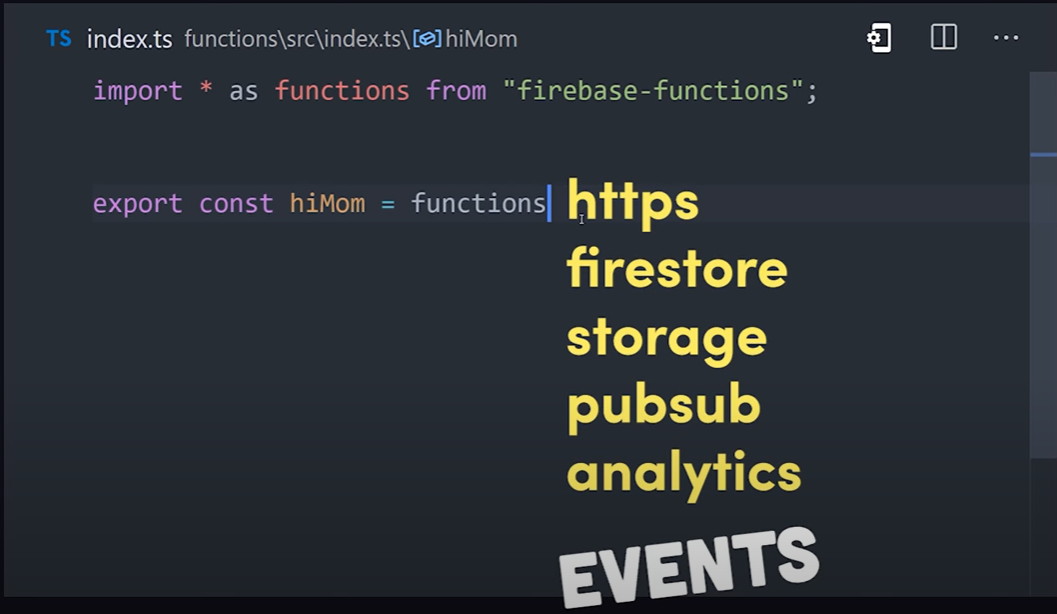 TS index.ts functions\src\index.ts\hiMom ...
import * as functions from "firebase-functions";
export const hiMom = functions https
firestore
storage
pubsub
analytics
EVENTS